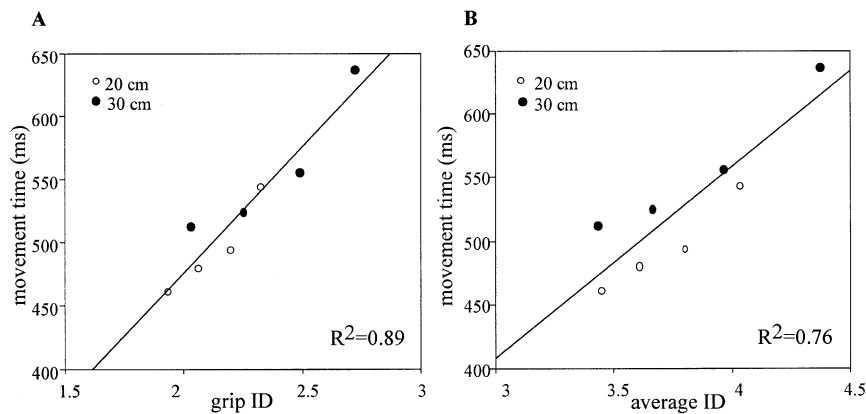 A
650
600
550
500
450
400
movement time (ms)
20 cm
30 cm
R²=0.89
1.5 2 2.5 3
grip ID
B
650
600
550
500
450
400
movement time (ms)
20 cm
30 cm
R²=0.76
3 3.5 4 4.5
average ID